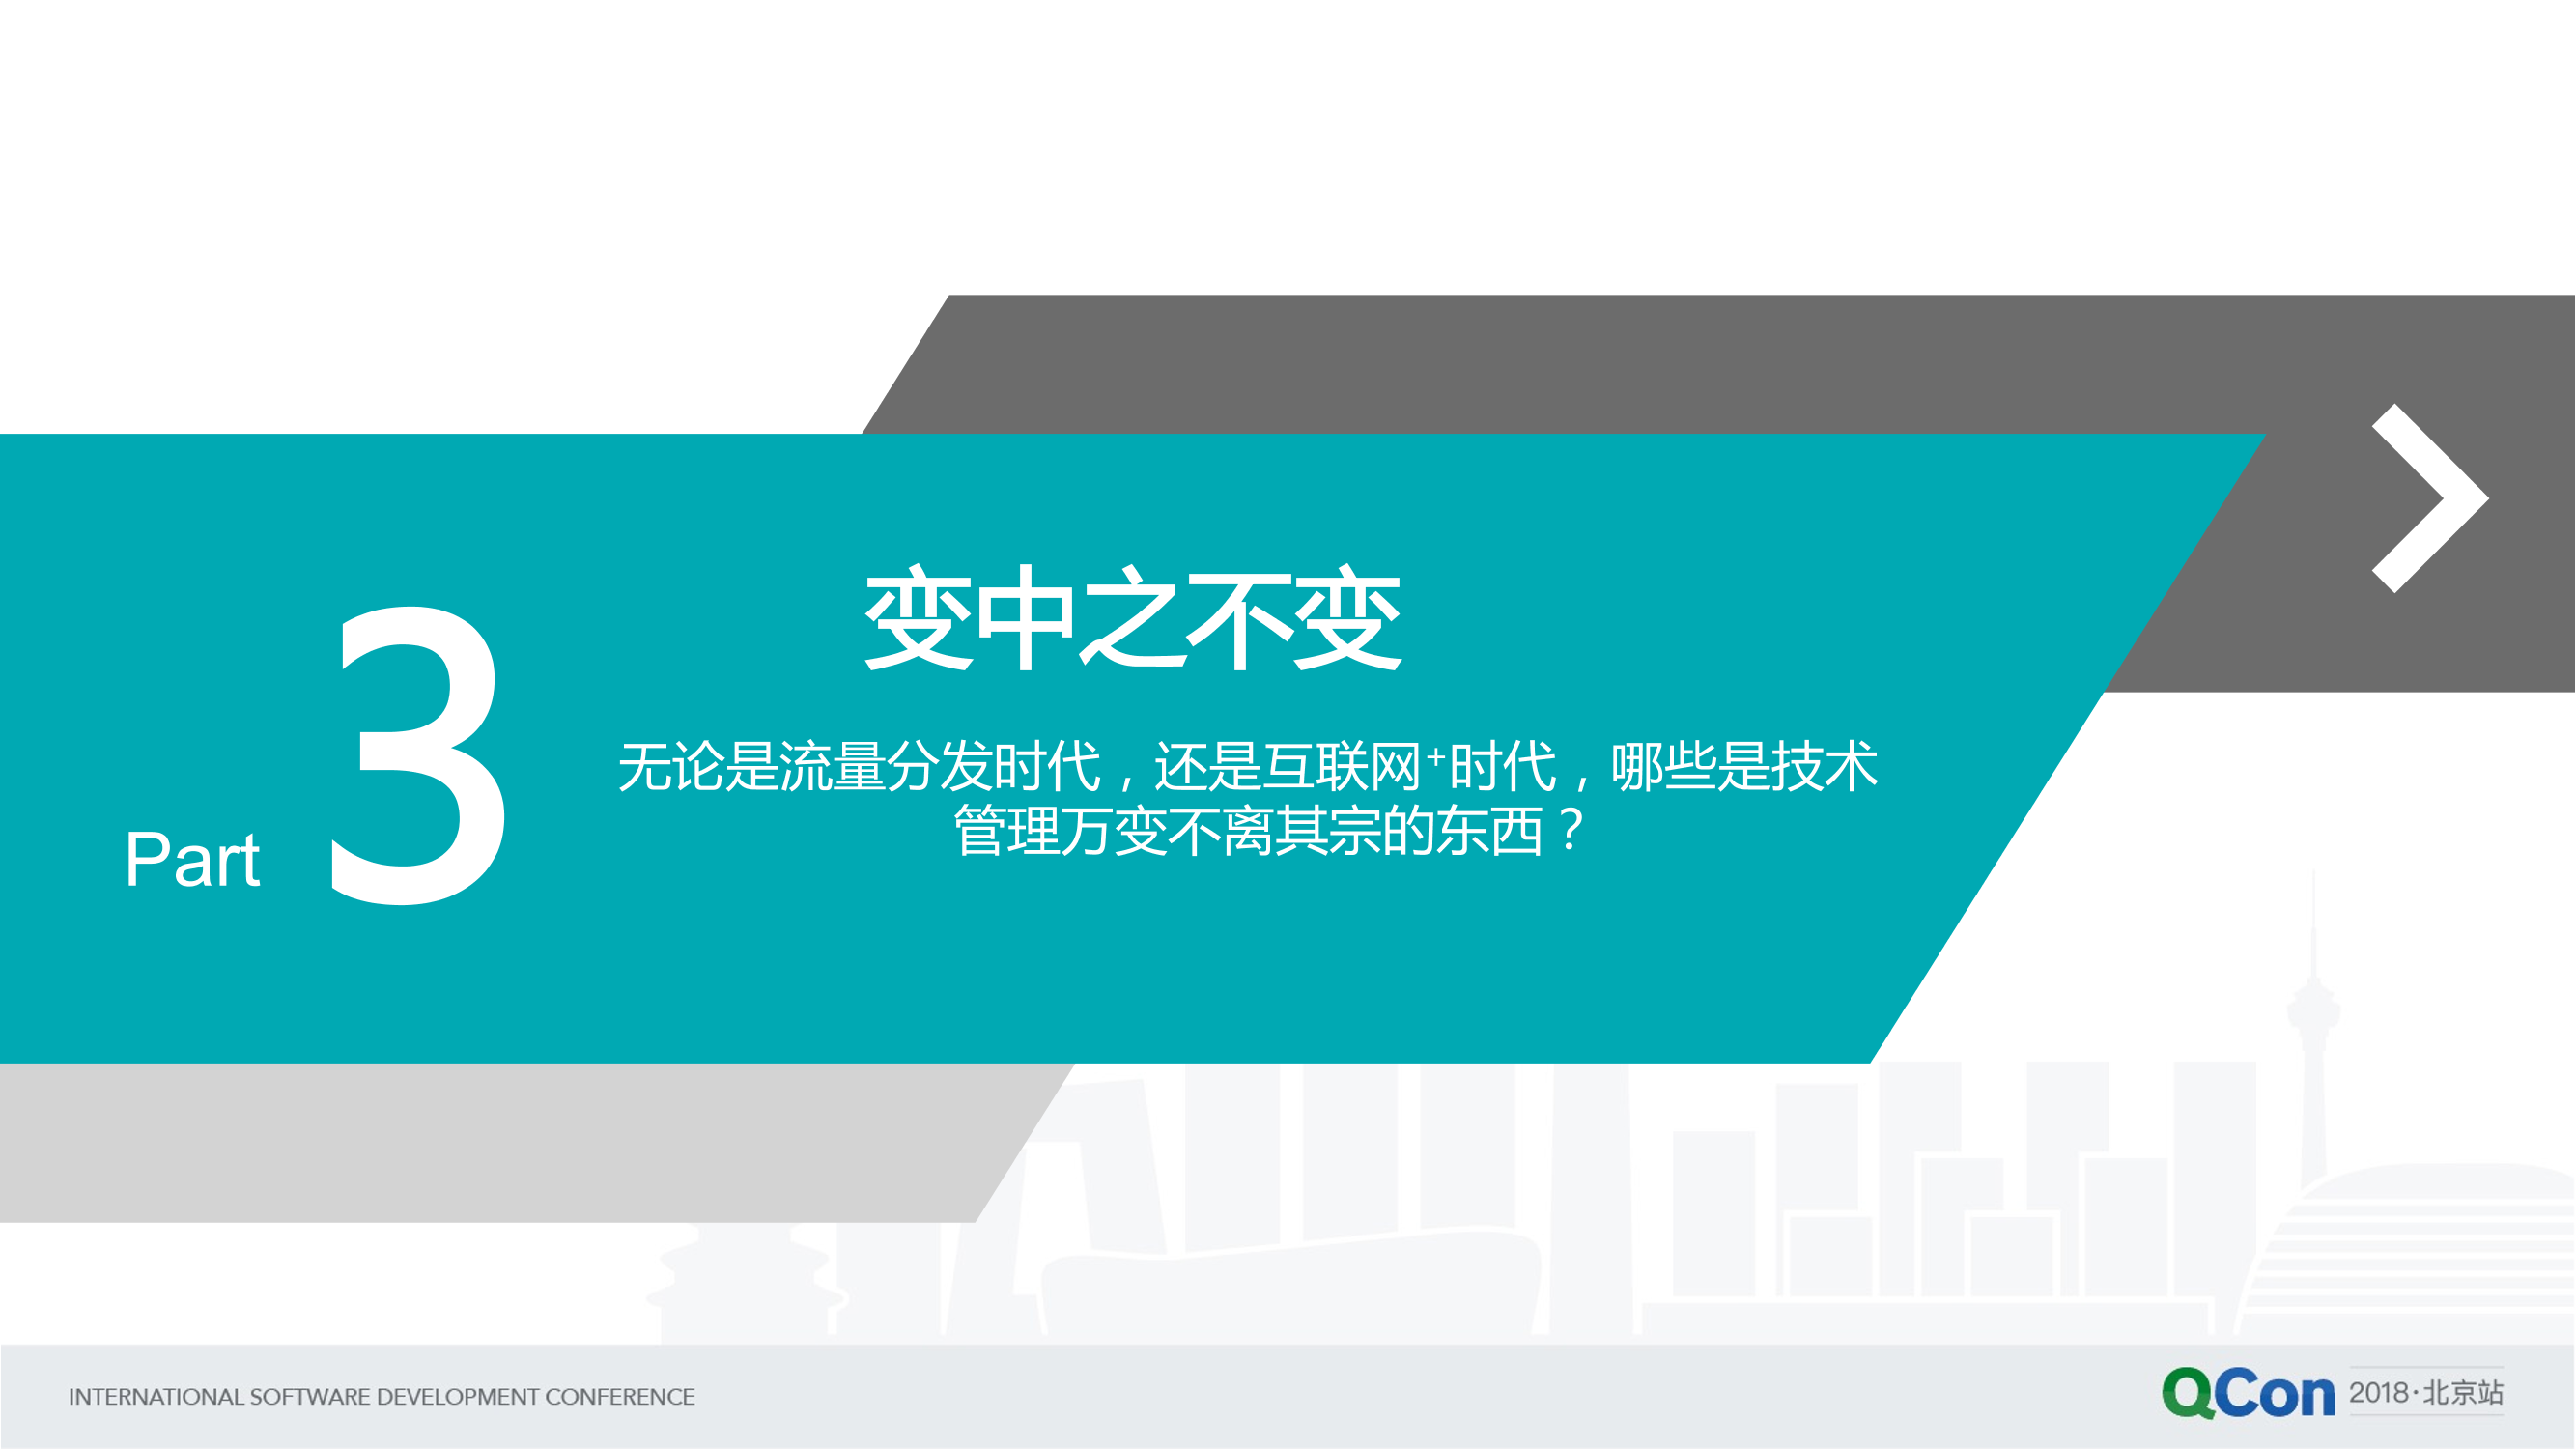 变中之不变
无论是流量分发时代，还是互联网⁺时代，哪些是技术
管理万变不离其宗的东西？
Part 3
INTERNATIONAL SOFTWARE DEVELOPMENT CONFERENCE
QCon 2018·北京站